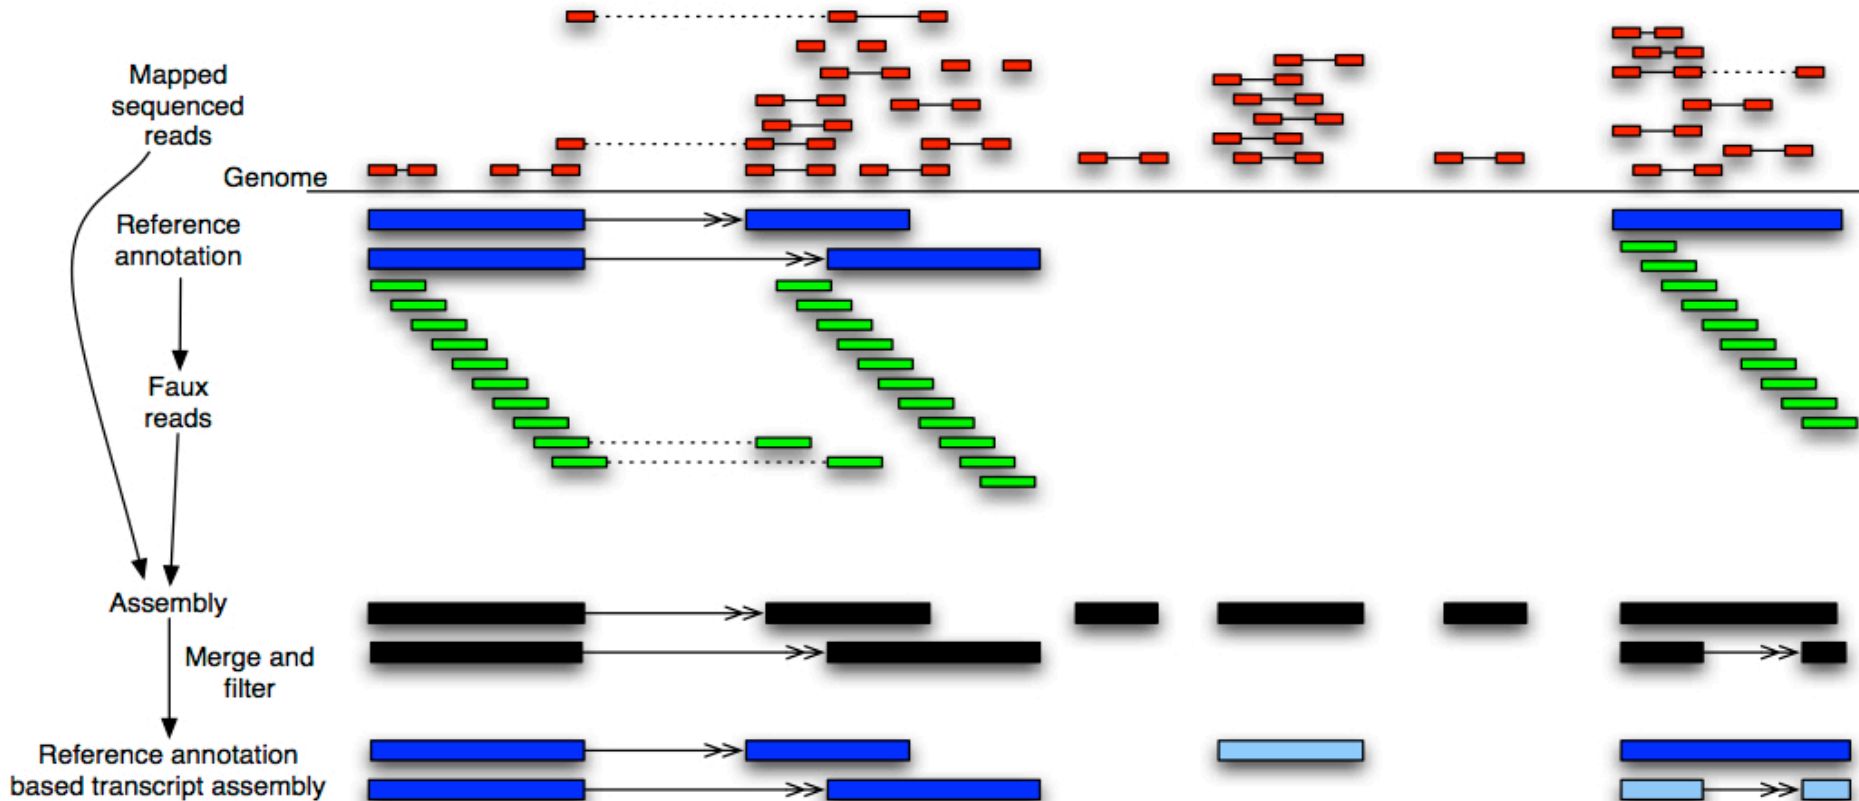 Mapped
sequenced
reads
Genome
Reference
annotation
Faux
reads
Assembly
Merge and
filter
Reference annotation
based transcript assembly